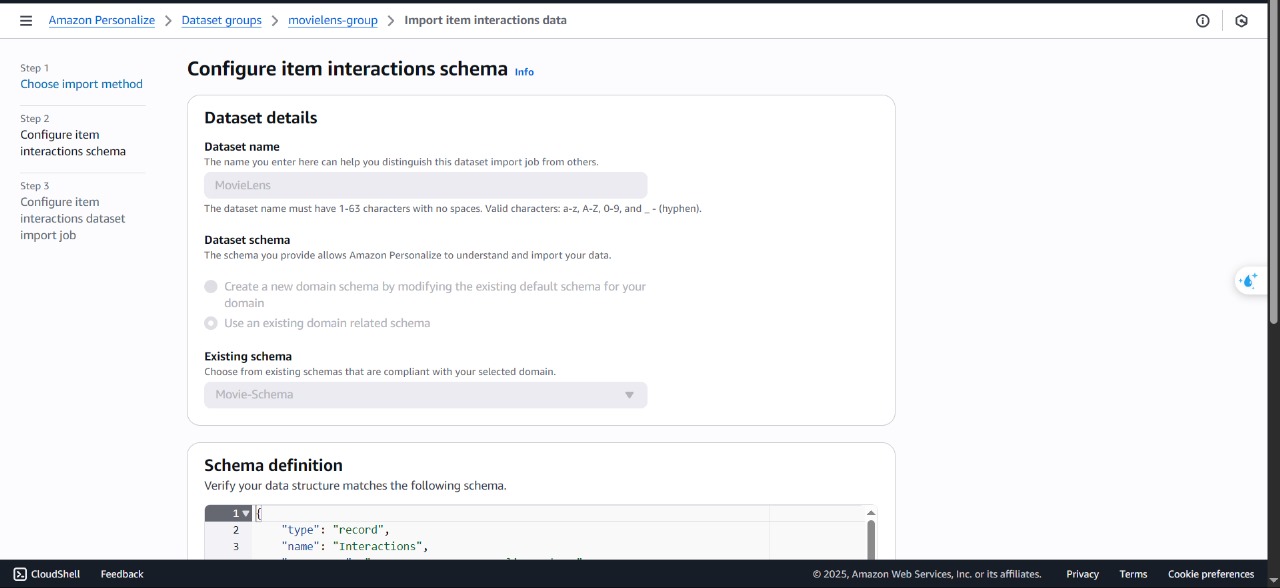 Amazon Personalize > Dataset groups > movielens-group > Import item interactions data
Step 1
Choose import method
Step 2
Configure item
interactions schema
Step 3
Configure item
interactions dataset
import job
Configure item interactions schema Info
Dataset details
Dataset name
The name you enter here can help you distinguish this dataset import job from others.
MovieLens
The dataset name must have 1-63 characters with no spaces. Valid characters: a-z, A-Z, 0-9, and _ - (hyphen).
Dataset schema
The schema you provide allows Amazon Personalize to understand and import your data.
Create a new domain schema by modifying the existing default schema for your
domain
Use an existing domain related schema
Existing schema
Choose from existing schemas that are compliant with your selected domain.
Movie-Schema
Schema definition
Verify your data structure matches the following schema.
1 {
2 "type": "record",
3 "name": "Interactions",
CloudShell Feedback © 2025, Amazon Web Services, Inc. or its affiliates. Privacy Terms Cookie preferences